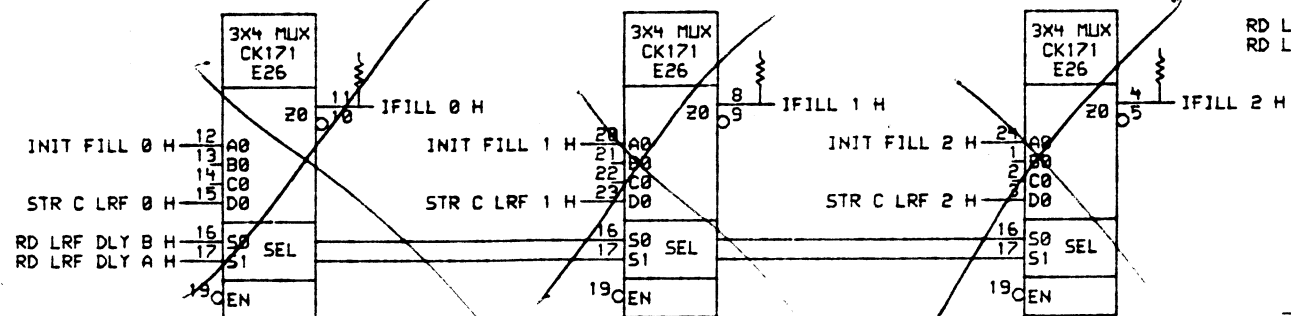 3X4 MUX
CK171
E26
11
10
Z0
IFILL 0 H
INIT FILL 0 H
12
A0
13
B0
14
C0
STR C LRF 0 H
15
D0
RD LRF DLY B H
16
S0
SEL
RD LRF DLY A H
17
S1
19
EN
3X4 MUX
CK171
E26
8
9
Z0
IFILL 1 H
INIT FILL 1 H
20
A0
21
B0
22
C0
STR C LRF 1 H
23
D0
16
S0
SEL
17
S1
19
EN
3X4 MUX
CK171
E26
4
5
Z0
IFILL 2 H
INIT FILL 2 H
24
A0
1
B0
2
C0
STR C LRF 2 H
3
D0
16
S0
SEL
17
S1
19
EN
RD L
RD L